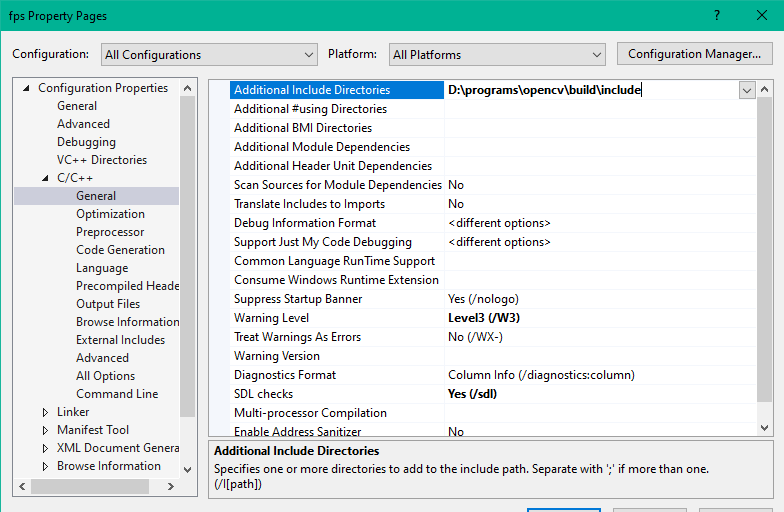 fps Property Pages
Configuration: All Configurations Platform: All Platforms Configuration Manager...
Configuration Properties
General
Advanced
Debugging
VC++ Directories
C/C++
General
Optimization
Preprocessor
Code Generation
Language
Precompiled Heade
Output Files
Browse Information
External Includes
Advanced
All Options
Command Line
Linker
Manifest Tool
XML Document Genera
Browse Information
Additional Include Directories D:\programs\opencv\build\include
Additional #using Directories
Additional BMI Directories
Additional Module Dependencies
Additional Header Unit Dependencies
Scan Sources for Module Dependencies No
Translate Includes to Imports No
Debug Information Format <different options>
Support Just My Code Debugging <different options>
Common Language RunTime Support
Consume Windows Runtime Extension
Suppress Startup Banner Yes (/nologo)
Warning Level Level3 (/W3)
Treat Warnings As Errors No (/WX-)
Warning Version
Diagnostics Format Column Info (/diagnostics:column)
SDL checks Yes (/sdl)
Multi-processor Compilation
Enable Address Sanitizer No
Additional Include Directories
Specifies one or more directories to add to the include path. Separate with ';' if more than one.
(/I[path])